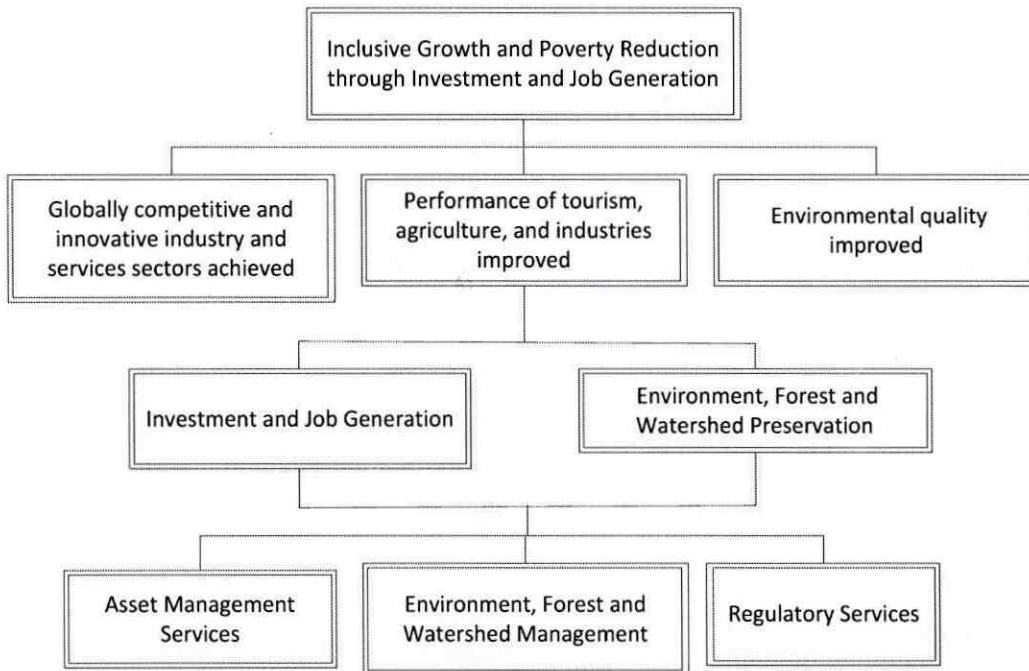 Inclusive Growth and Poverty Reduction
through Investment and Job Generation
Globally competitive and
innovative industry and
services sectors achieved
Performance of tourism,
agriculture, and industries
improved
Environmental quality
improved
Investment and Job Generation
Environment, Forest and
Watershed Preservation
Asset Management
Services
Environment, Forest and
Watershed Management
Regulatory Services